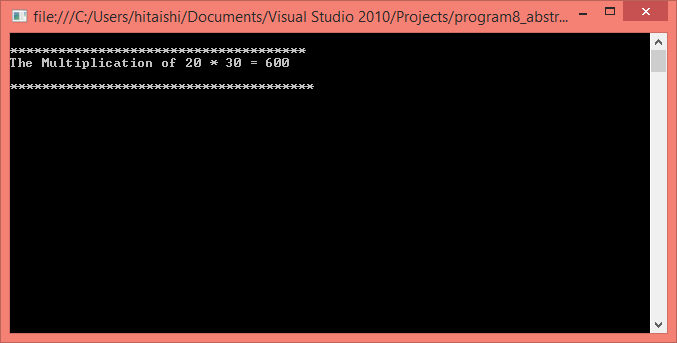 file:///C:/Users/hitaishi/Documents/Visual Studio 2010/Projects/program8_abstr...
*************************************
The Multiplication of 20 * 30 = 600
**************************************